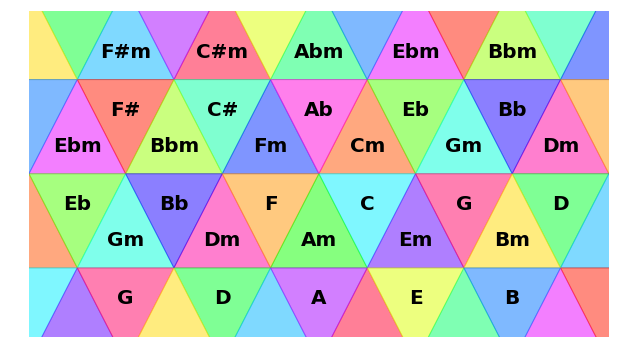 F#m C#m Abm Ebm Bbm
F# C# Ab Eb Bb
Ebm Bbm Fm Cm Gm Dm
Eb Bb F C G D
Gm Dm Am Em Bm
G D A E B